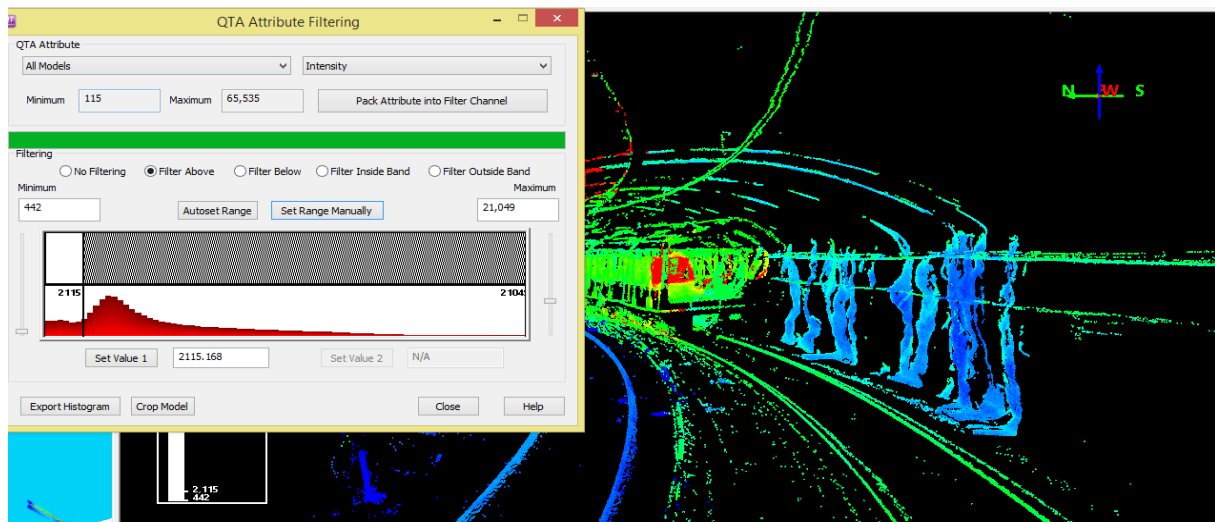 QTA Attribute Filtering
QTA Attribute
All Models Intensity
Minimum 115 Maximum 65,535 Pack Attribute into Filter Channel
Filtering
No Filtering Filter Above Filter Below Filter Inside Band Filter Outside Band
Minimum Maximum
442 Autoset Range Set Range Manually 21,049
2115
Set Value 1 2115.168 Set Value 2 N/A
Export Histogram Crop Model Close Help
N W S
2,115
442